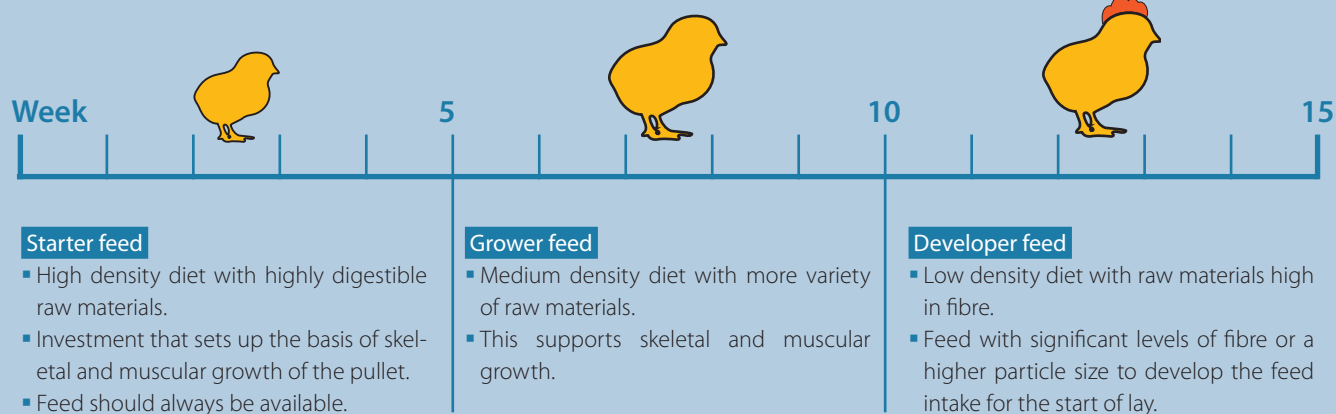 Week 5 10 15
Starter feed
▪ High density diet with highly digestible
raw materials.
▪ Investment that sets up the basis of skel-
etal and muscular growth of the pullet.
▪ Feed should always be available.
Grower feed
▪ Medium density diet with more variety
of raw materials.
▪ This supports skeletal and muscular
growth.
Developer feed
▪ Low density diet with raw materials high
in fibre.
▪ Feed with significant levels of fibre or a
higher particle size to develop the feed
intake for the start of lay.